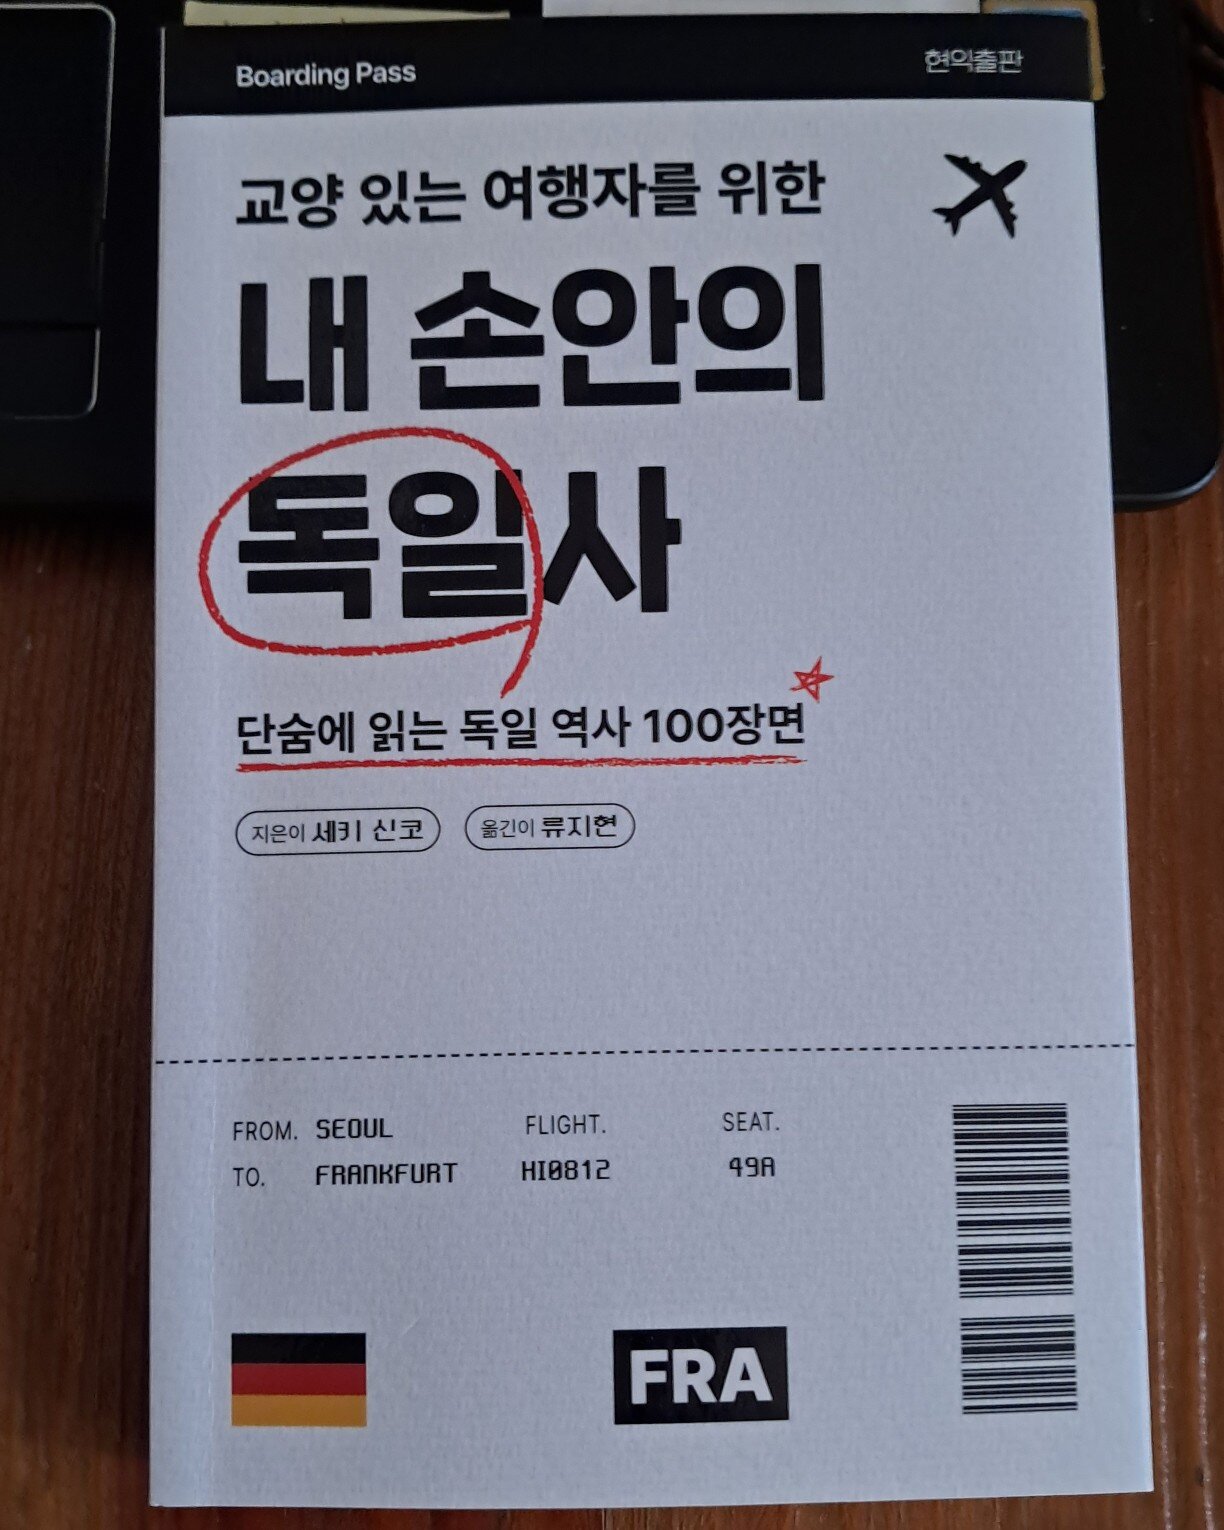 Boarding Pass
현익출판
교양 있는 여행자를 위한
내 손안의
독일사
단숨에 읽는 독일 역사 100장면
지은이 세키 신코 옮긴이 류지현
FROM. SEOUL FLIGHT. SEAT.
TO. FRANKFURT HI0812 49A
FRA